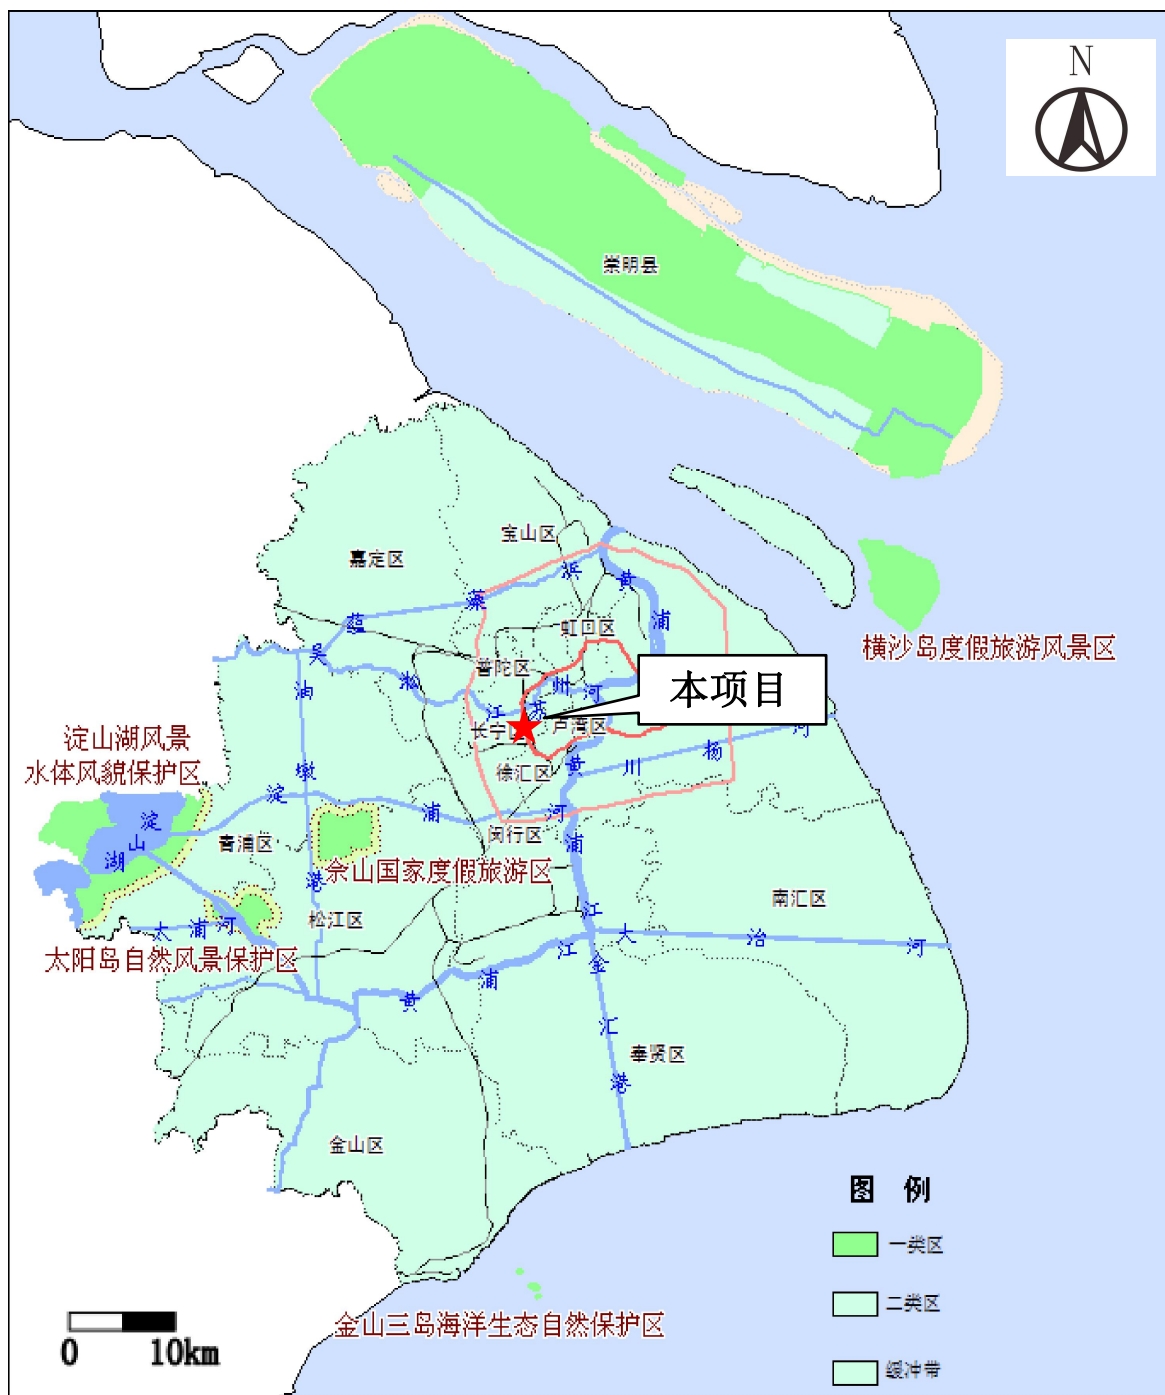 N
崇明县
宝山区
嘉定区
浜
黄
蕰
藻
浦
虹口区
横沙岛度假旅游风景区
吴
淞
江
普陀区
苏
州
河
本项目
长宁区
卢湾区
徐汇区
黄
川
杨
河
淀山湖风景
水体风貌保护区
油
墩
港
淀
浦
河
闵行区
浦
淀
山
湖
青浦区
佘山国家度假旅游区
南汇区
松江区
太
浦
河
江
大
治
河
太阳岛自然风景保护区
黄
浦
江
金
汇
港
奉贤区
金山区
图 例
一类区
二类区
缓冲带
金山三岛海洋生态自然保护区
0 10km